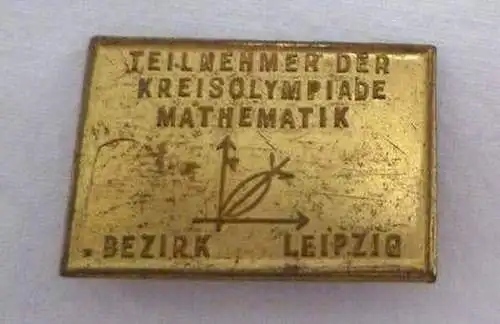 TEILNEHMER DER
KREISOLYMPIADE
MATHEMATIK
BEZIRK LEIPZIG